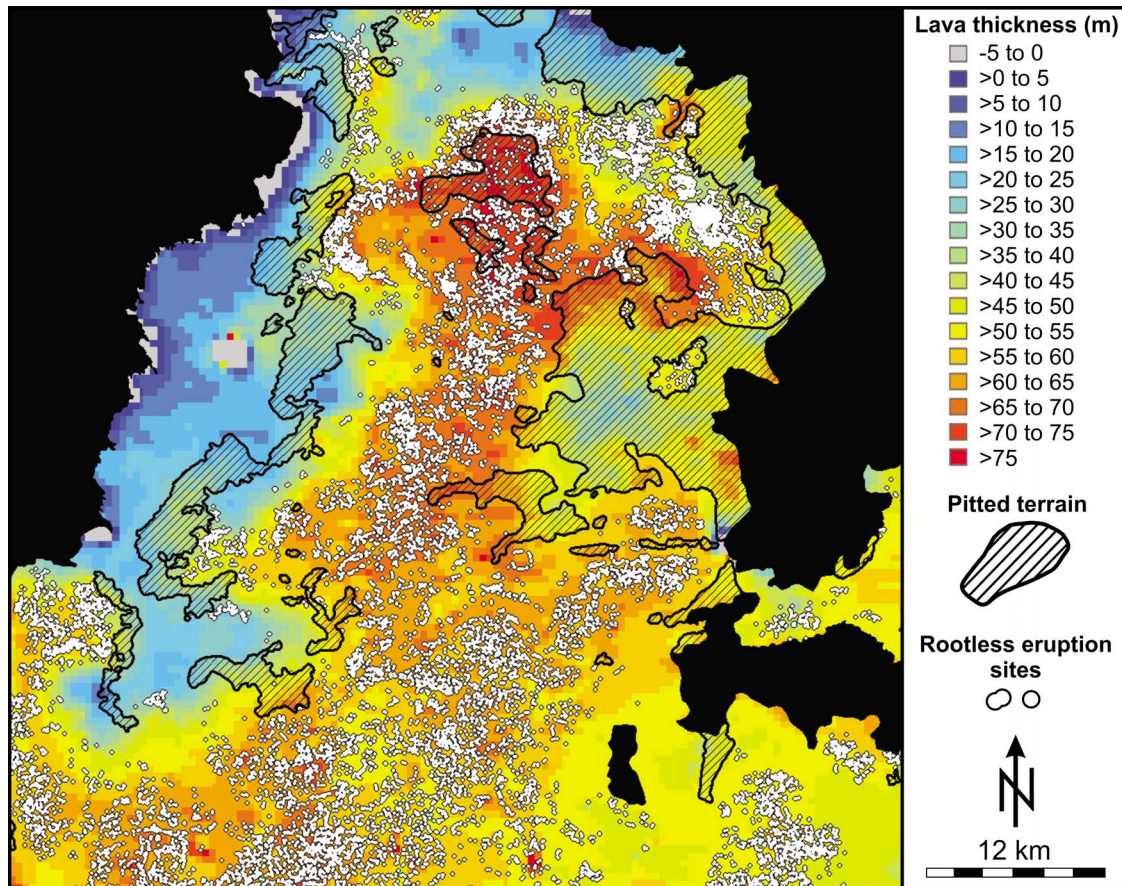 Lava thickness (m)
-5 to 0
>0 to 5
>5 to 10
>10 to 15
>15 to 20
>20 to 25
>25 to 30
>30 to 35
>35 to 40
>40 to 45
>45 to 50
>50 to 55
>55 to 60
>60 to 65
>65 to 70
>70 to 75
>75
Pitted terrain
Rootless eruption
sites
N
12 km